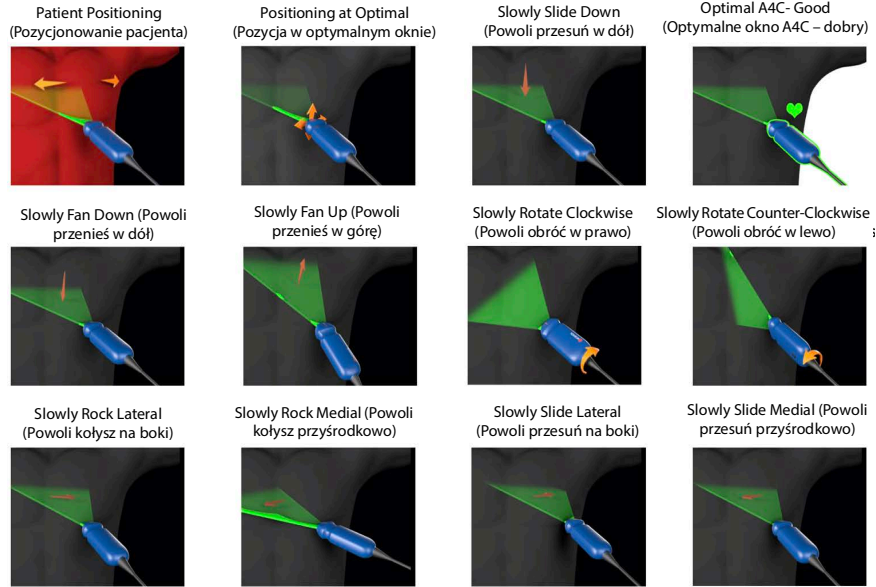 Patient Positioning
(Pozycjonowanie pacjenta)
Positioning at Optimal
(Pozycja w optymalnym oknie)
Slowly Slide Down
(Powoli przesuń w dół)
Optimal A4C- Good
(Optymalne okno A4C – dobry)
Slowly Fan Down (Powoli
przenieś w dół)
Slowly Fan Up (Powoli
przenieś w górę)
Slowly Rotate Clockwise
(Powoli obróć w prawo)
Slowly Rotate Counter-Clockwise
(Powoli obróć w lewo)
Slowly Rock Lateral
(Powoli kołysz na boki)
Slowly Rock Medial (Powoli
kołysz przyśrodkowo)
Slowly Slide Lateral
(Powoli przesuń na boki)
Slowly Slide Medial (Powoli
przesuń przyśrodkowo)